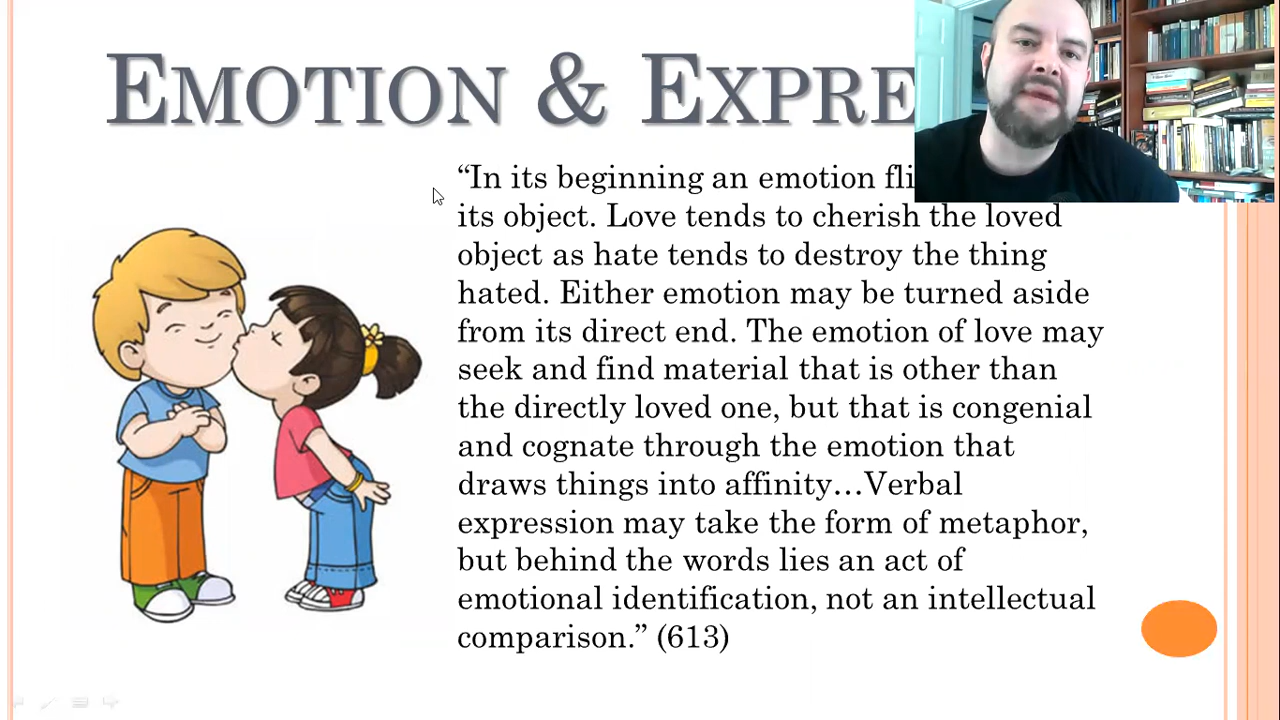 EMOTION & EXPRE
“In its beginning an emotion fli
its object. Love tends to cherish the loved
object as hate tends to destroy the thing
hated. Either emotion may be turned aside
from its direct end. The emotion of love may
seek and find material that is other than
the directly loved one, but that is congenial
and cognate through the emotion that
draws things into affinity…Verbal
expression may take the form of metaphor,
but behind the words lies an act of
emotional identification, not an intellectual
comparison.” (613)